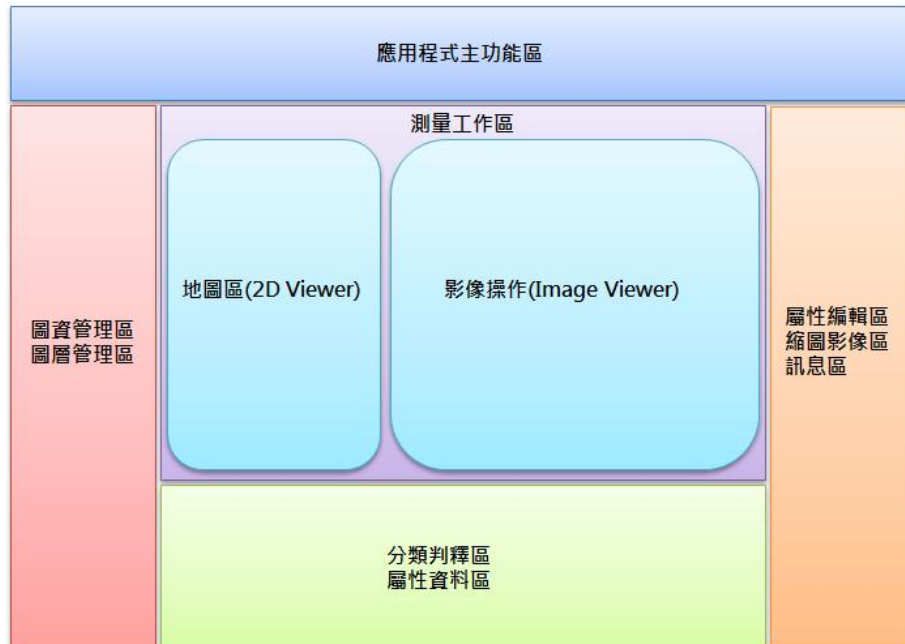 應用程式主功能區
測量工作區
地圖區(2D Viewer)
影像操作(Image Viewer)
圖資管理區
圖層管理區
屬性編輯區
縮圖影像區
訊息區
分類判釋區
屬性資料區